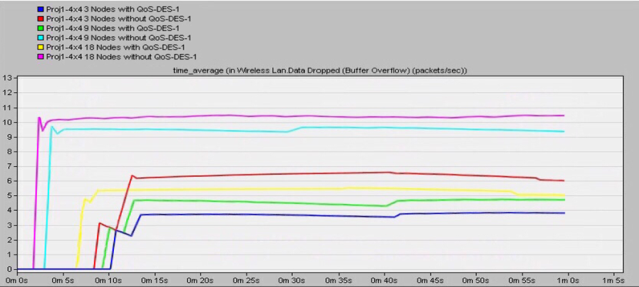 Proj1-4x4 3 Nodes with QoS-DES-1
Proj1-4x4 3 Nodes without QoS-DES-1
Proj1-4x4 9 Nodes with QoS-DES-1
Proj1-4x4 9 Nodes without QoS-DES-1
Proj1-4x4 18 Nodes with QoS-DES-1
Proj1-4x4 18 Nodes without QoS-DES-1
time_average (in Wireless Lan.Data Dropped (Buffer Overflow) (packets/sec))
13
12
11
10
9
8
7
6
5
4
3
2
1
0
0m 0s 0m 5s 0m 10s 0m 15s 0m 20s 0m 25s 0m 30s 0m 35s 0m 40s 0m 45s 0m 50s 0m 55s 1m 0s 1m 5s